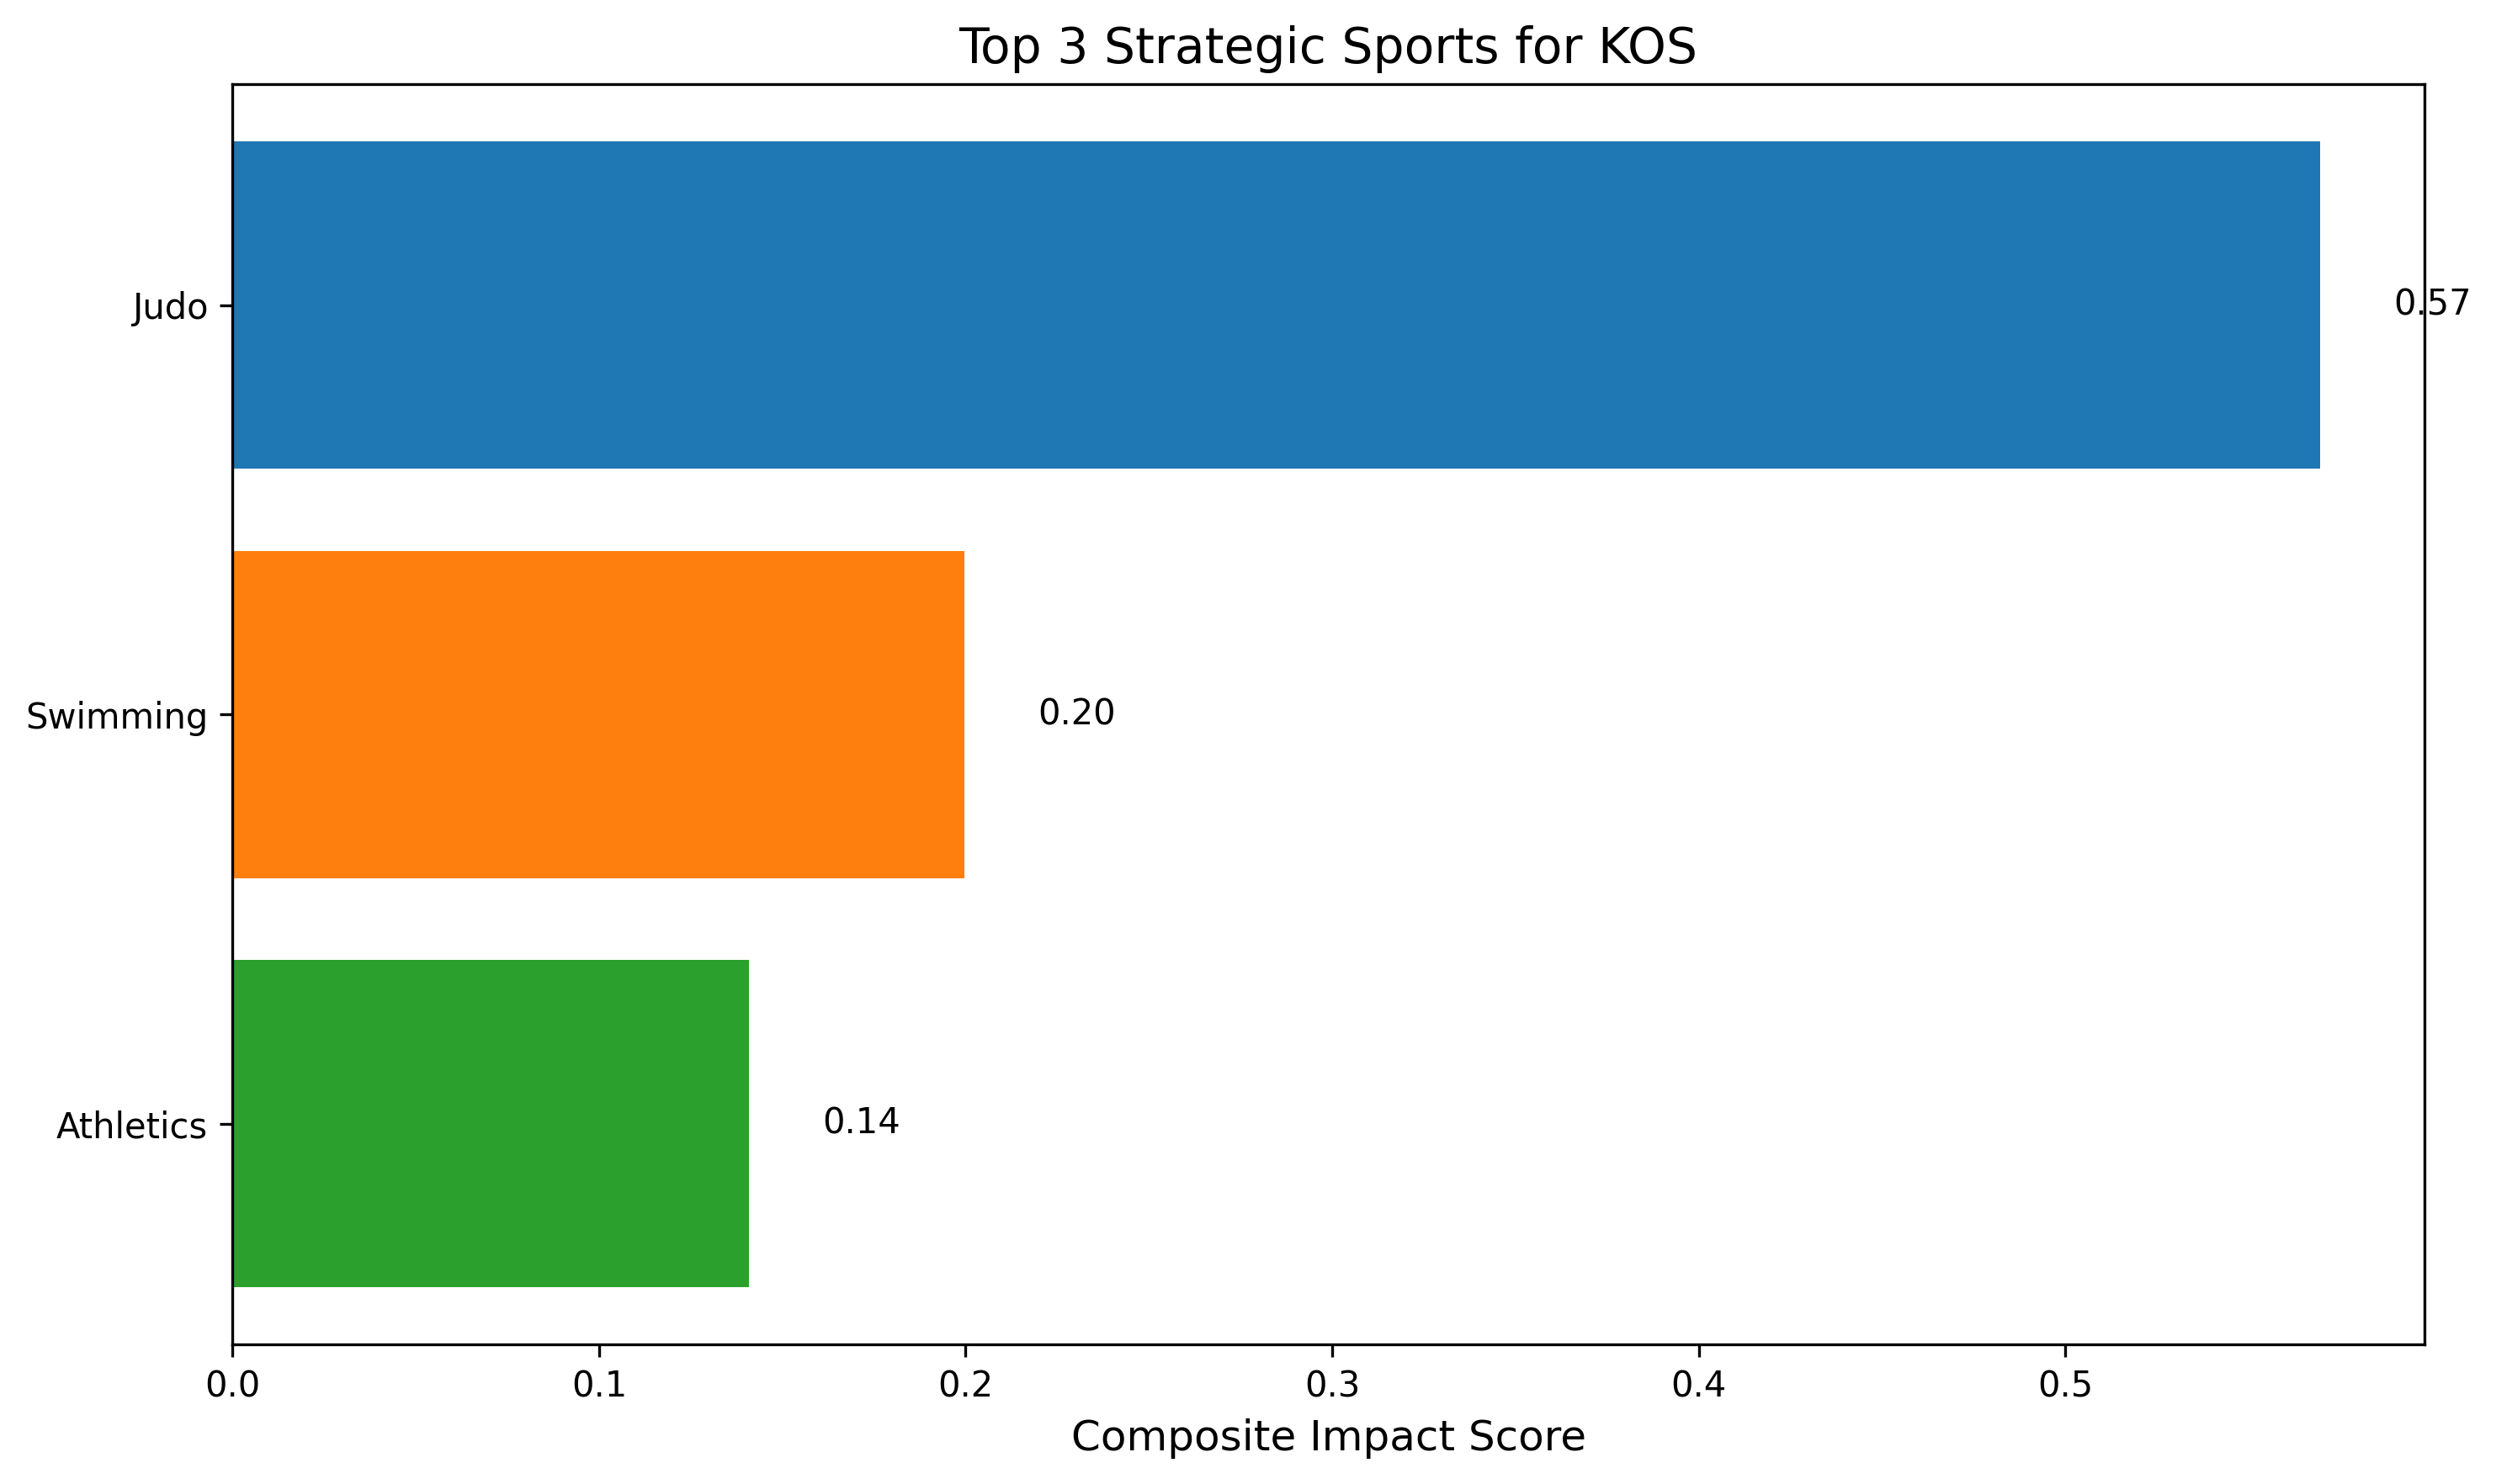 Top 3 Strategic Sports for KOS
Judo
0.57
Swimming
0.20
Athletics
0.14
0.0 0.1 0.2 0.3 0.4 0.5
Composite Impact Score